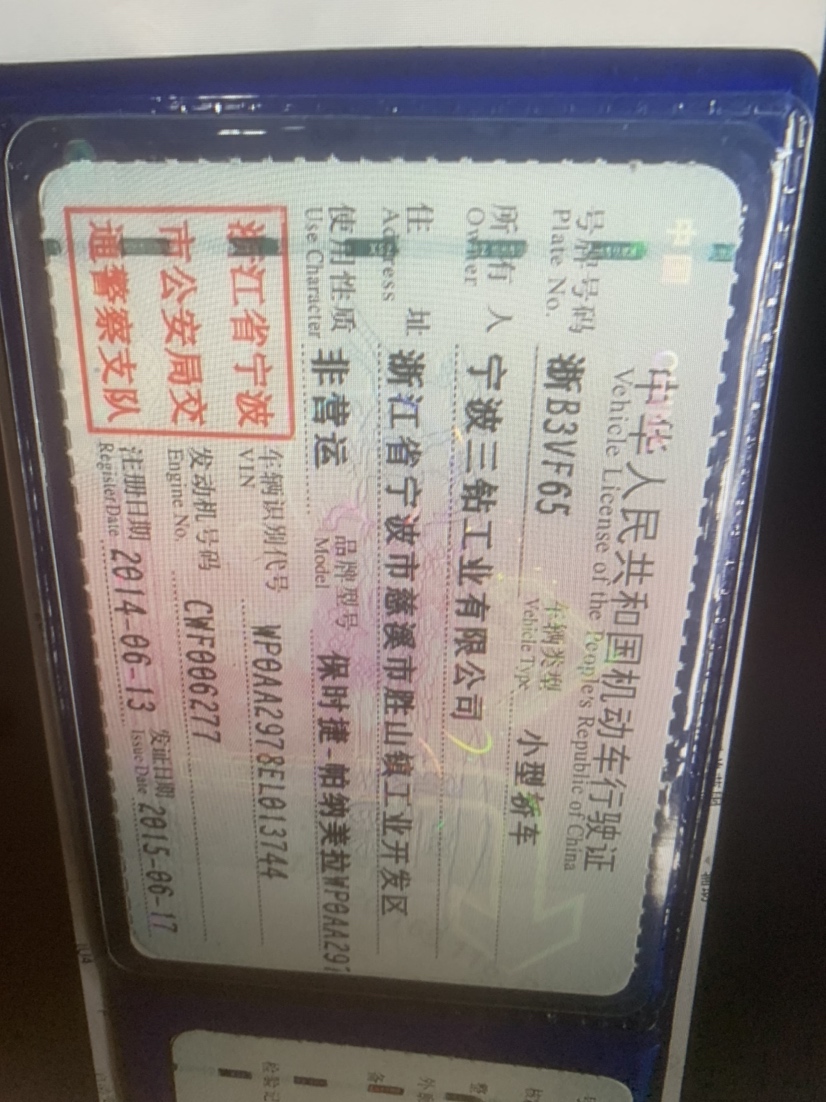 中华人民共和国机动车行驶证
Vehicle License of the People's Republic of China
号牌号码 浙B3VF65 车辆类型 小型轿车
Plate No. Vehicle Type
所有人 宁波三钻工业有限公司
Owner
住址 浙江省宁波市慈溪市胜山镇工业开发区
Address
使用性质 非营运 品牌型号 保时捷-帕纳美拉WP0AA297
Use Character Model
浙江省宁波
市公安局交
通警察支队
车辆识别代号 WP0AA2978EL013744
VIN
发动机号码 CWF006277
Engine No.
注册日期 2014-06-13 发证日期 2015-06-17
Register Date Issue Date